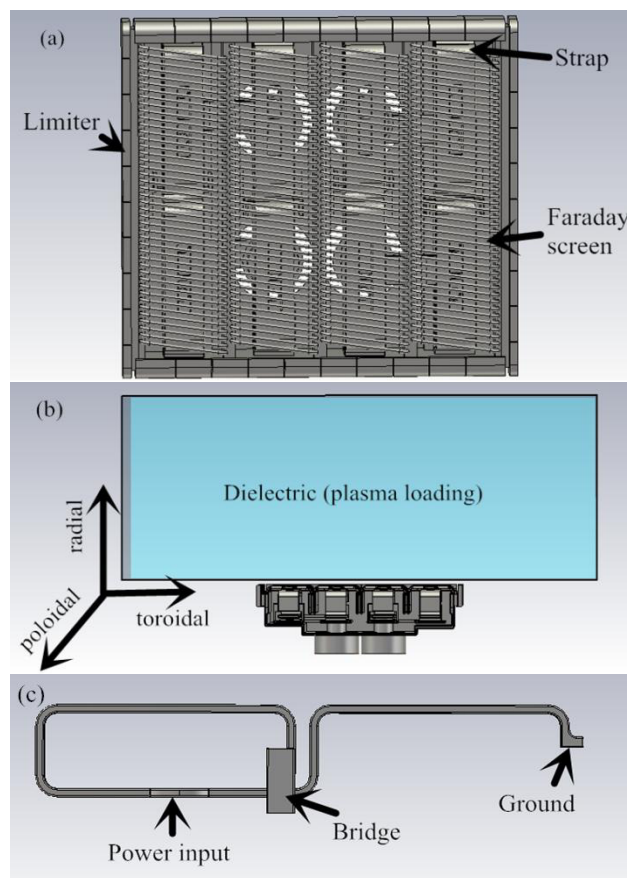 (a)
Strap
Limiter
Faraday
screen
(b)
Dielectric (plasma loading)
radial
toroidal
poloidal
(c)
Ground
Bridge
Power input